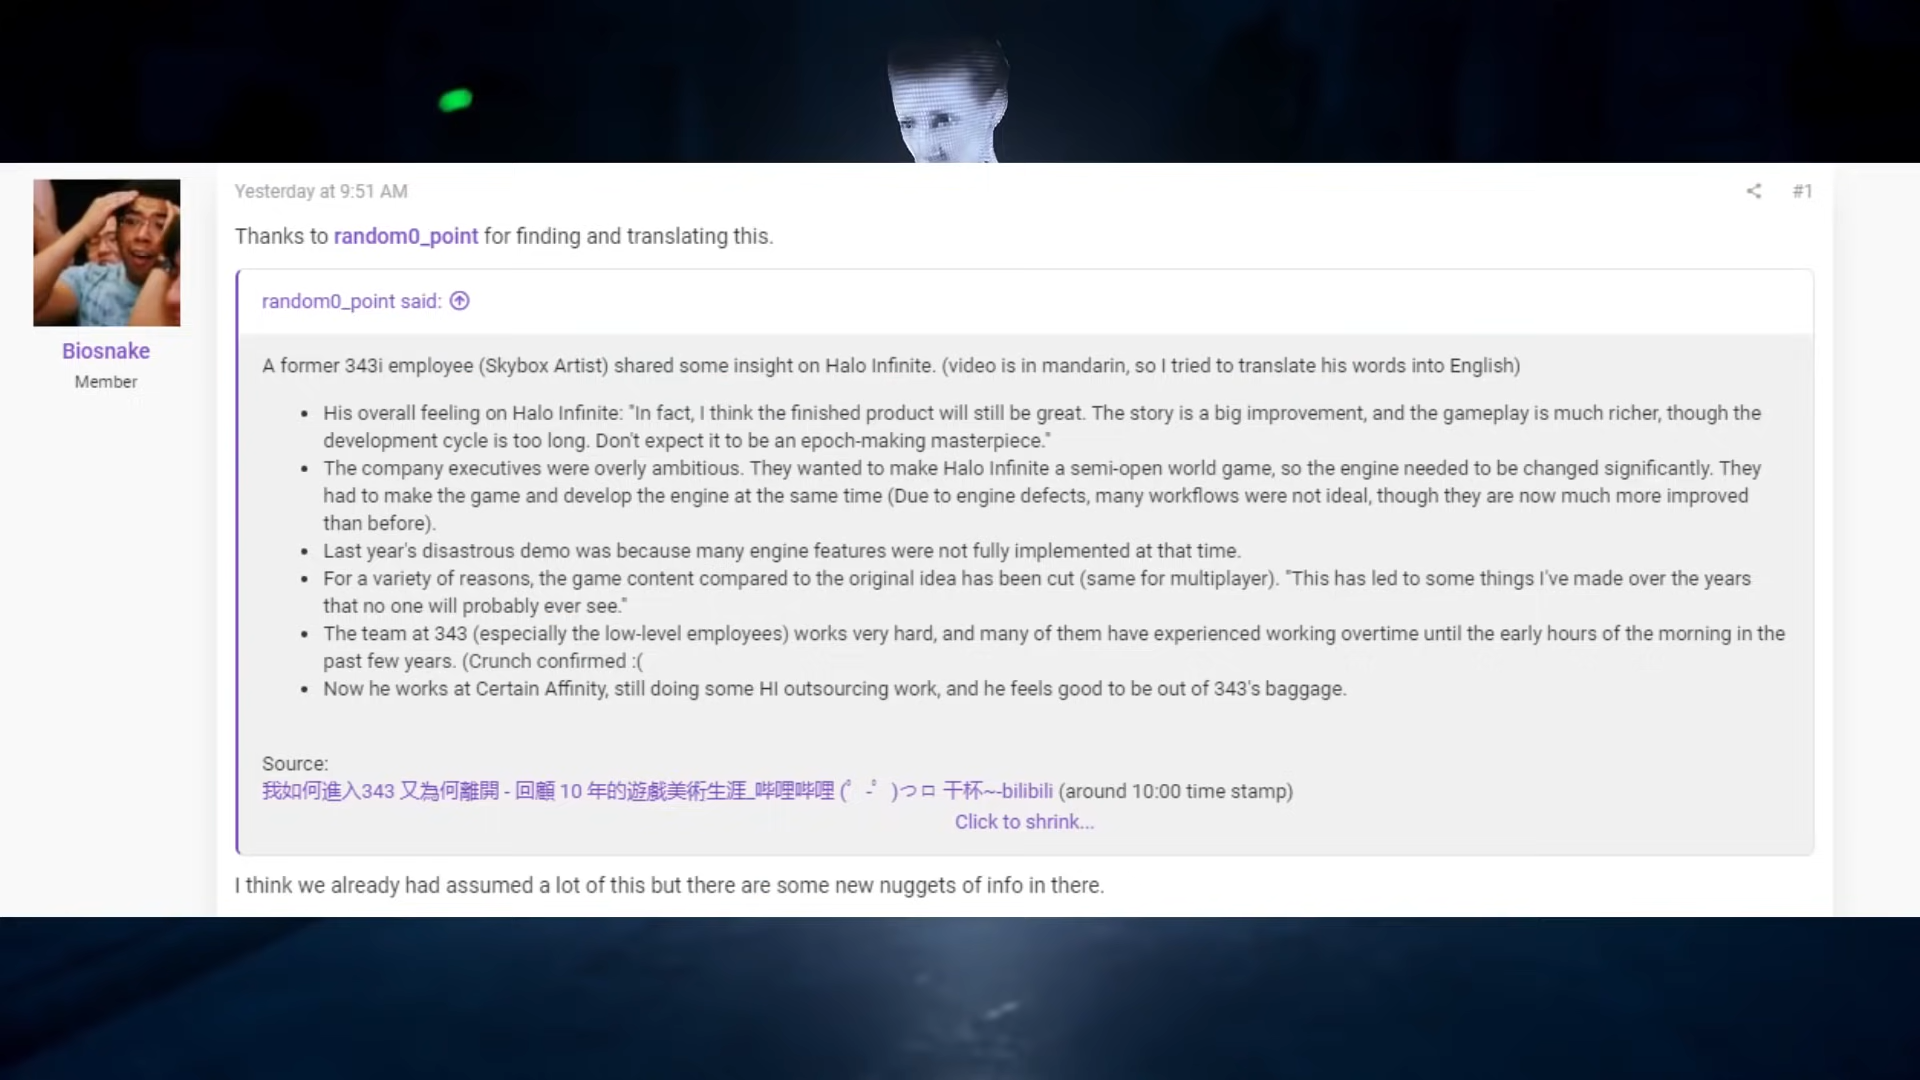 Yesterday at 9:51 AM
#1
Thanks to random0_point for finding and translating this.
Biosnake
Member
random0_point said:
A former 343i employee (Skybox Artist) shared some insight on Halo Infinite. (video is in mandarin, so I tried to translate his words into English)
• His overall feeling on Halo Infinite: "In fact, I think the finished product will still be great. The story is a big improvement, and the gameplay is much richer, though the
development cycle is too long. Don't expect it to be an epoch-making masterpiece."
• The company executives were overly ambitious. They wanted to make Halo Infinite a semi-open world game, so the engine needed to be changed significantly. They
had to make the game and develop the engine at the same time (Due to engine defects, many workflows were not ideal, though they are now much more improved
than before).
• Last year's disastrous demo was because many engine features were not fully implemented at that time.
• For a variety of reasons, the game content compared to the original idea has been cut (same for multiplayer). "This has led to some things I've made over the years
that no one will probably ever see."
• The team at 343 (especially the low-level employees) works very hard, and many of them have experienced working overtime until the early hours of the morning in the
past few years. (Crunch confirmed :(
• Now he works at Certain Affinity, still doing some HI outsourcing work, and he feels good to be out of 343's baggage.
Source:
我如何進入343 又為何離開 - 回顧 10 年的遊戲美術生涯_哔哩哔哩 (゜-゜)つロ 干杯~-bilibili (around 10:00 time stamp)
Click to shrink...
I think we already had assumed a lot of this but there are some new nuggets of info in there.